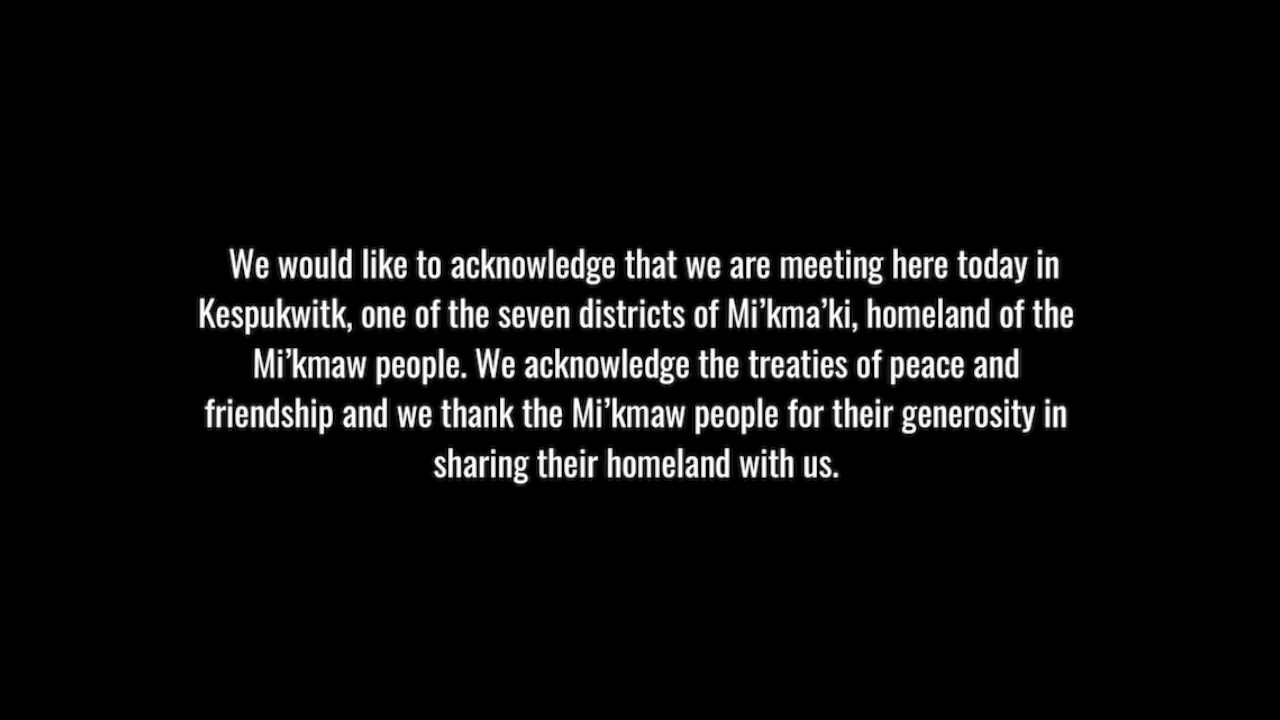 We would like to acknowledge that we are meeting here today in
Kespukwitk, one of the seven districts of Mi’kma’ki, homeland of the
Mi’kmaw people. We acknowledge the treaties of peace and
friendship and we thank the Mi’kmaw people for their generosity in
sharing their homeland with us.